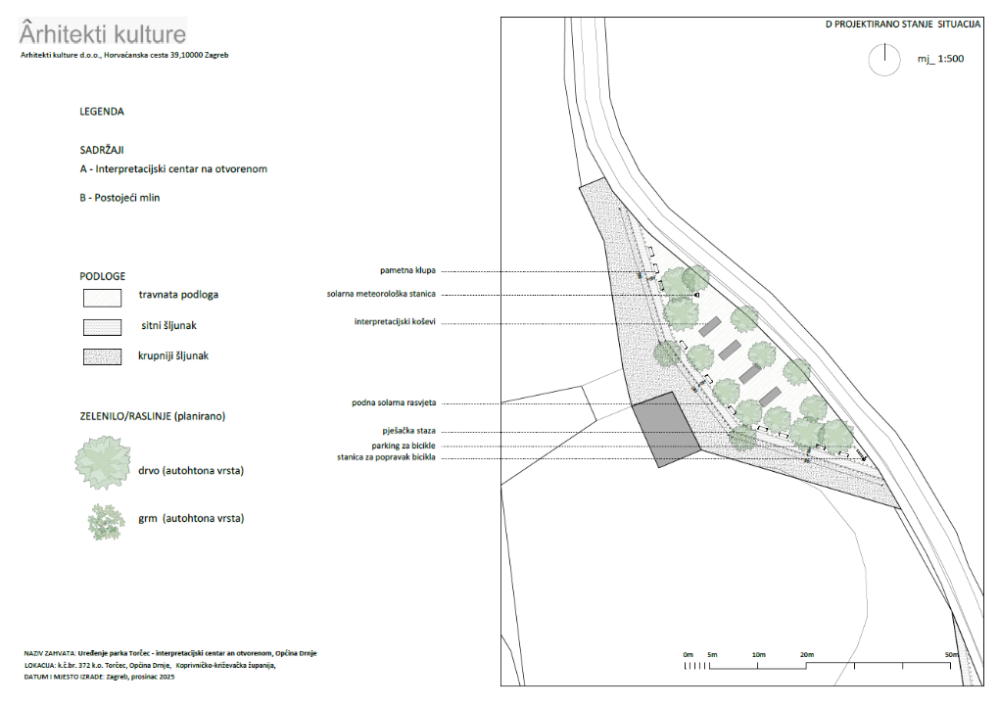 Ârhitekti kulture
Arhitekti kulture d.o.o., Horvaćanska cesta 39,10000 Zagreb
D PROJEKTIRANO STANJE SITUACIJA
mj_ 1:500
LEGENDA
SADRŽAJI
A - Interpretacijski centar na otvorenom
B - Postojeći mlin
PODLOGE
travnata podloga
sitni šljunak
krupniji šljunak
ZELENILO/RASLINJE (planirano)
drvo (autohtona vrsta)
grm (autohtona vrsta)
pametna klupa
solarna meteorološka stanica
interpretacijski koševi
podna solarna rasvjeta
pješačka staza
parking za bicikle
stanica za popravak bicikla
0m 5m 10m 20m 50m
NAZIV ZAHVATA: Uređenje parka Torčec - interpretacijski centar an otvorenom, Općina Drnje
LOKACIJA: k.č.br. 372 k.o. Torčec, Općina Drnje, Koprivničko-križevačka županija,
DATUM I MJESTO IZRADE: Zagreb, prosinac 2025